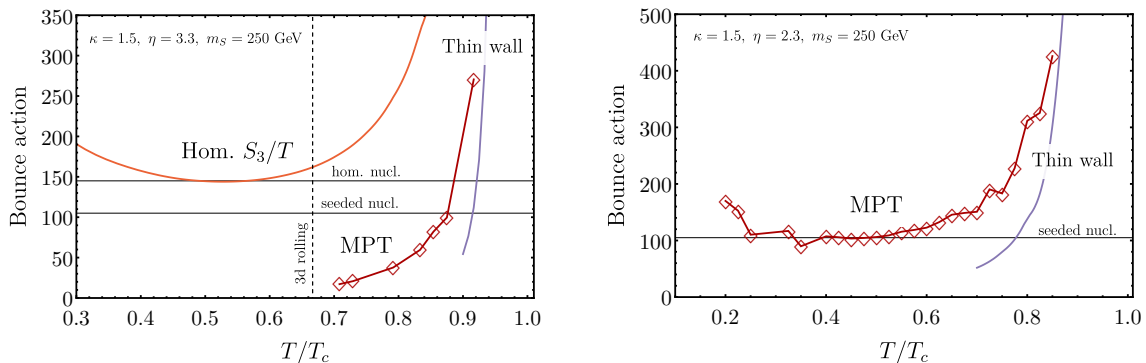 350
300
250
200
150
100
50
0
Bounce action
κ = 1.5, η = 3.3, m_S = 250 GeV
Thin wall
Hom. S_3/T
hom. nucl.
seeded nucl.
3d rolling
MPT
0.3 0.4 0.5 0.6 0.7 0.8 0.9 1.0
T/T_c
500
400
300
200
100
0
Bounce action
κ = 1.5, η = 2.3, m_S = 250 GeV
Thin wall
MPT
seeded nucl.
0.2 0.4 0.6 0.8 1.0
T/T_c